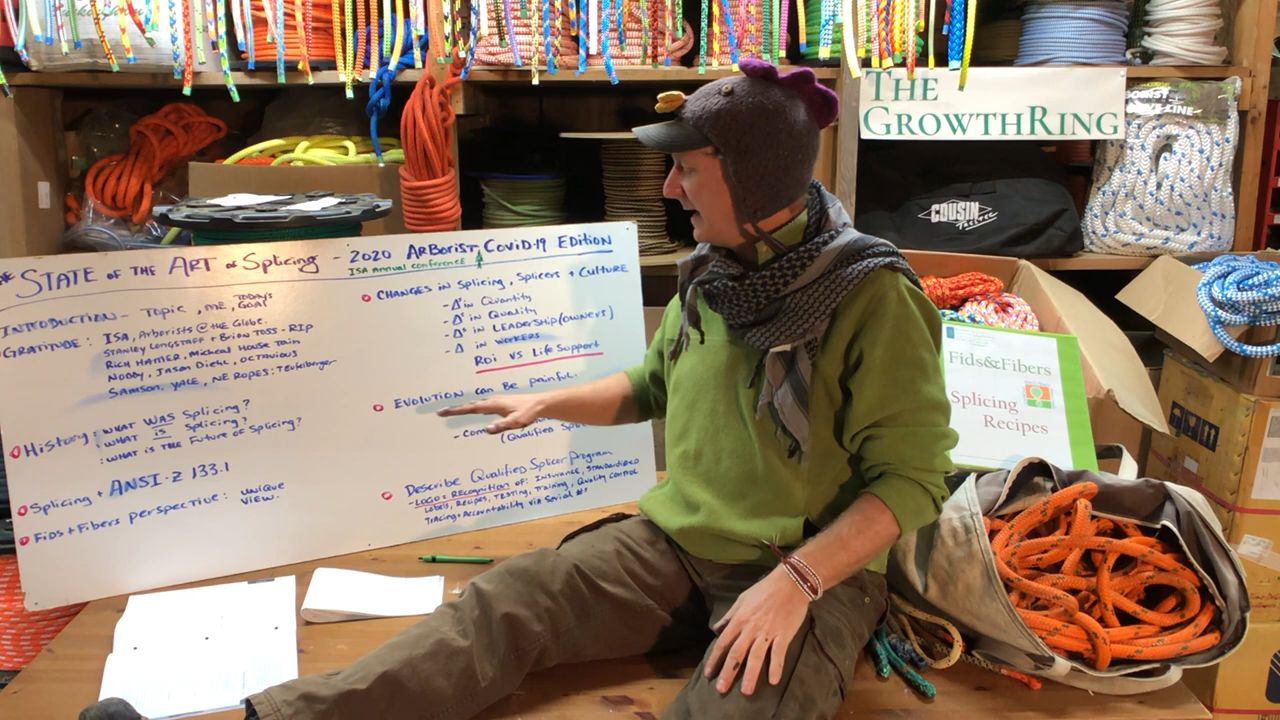 THE
GROWTHRING
LINE
COUSIN
TRESTEC
STATE OF THE ART of Splicing - 2020 ARBORIST, COVID-19 EDITION
ISA ANNUAL CONFERENCE
INTRODUCTION - TOPIC, ME, TODAY'S GOAL
GRATITUDE: ISA, Arborists @ THE Globe.
STANLEY LONGSTAFF + BRIAN TOSS - RIP
RICH HATTIER, Micheal HOUSE TAIN
NODDY, JASON DIEHL, OCTAVIOUS
SAMSON, YALE, NE ROPES: Teufelberger
History: WHAT WAS Splicing?
: WHAT IS Splicing?
: WHAT IS THE Future of Splicing?
Splicing + ANSI-Z 133.1
FIDS + FIBERS PERSPECTIVE: UNIQUE VIEW.
CHANGES IN SPLICING, SPLICERS + CULTURE
- Δ's in Quantity
- Δ' in Quality
- Δs in LEADERSHIP (OWNERS)
- Δ in WORKERS
ROI VS Life Support
EVOLUTION can be painful.
(Qualified
Describe Qualified Splicer Program
- LOGO = RECOGNITION OF: INSURANCE, STANDARDIZED
Labels, Recipes, TESTING, Training, Quality CONTROL
Tracing + Accountability via Serial #'s
Fids&Fibers
Splicing
Recipes